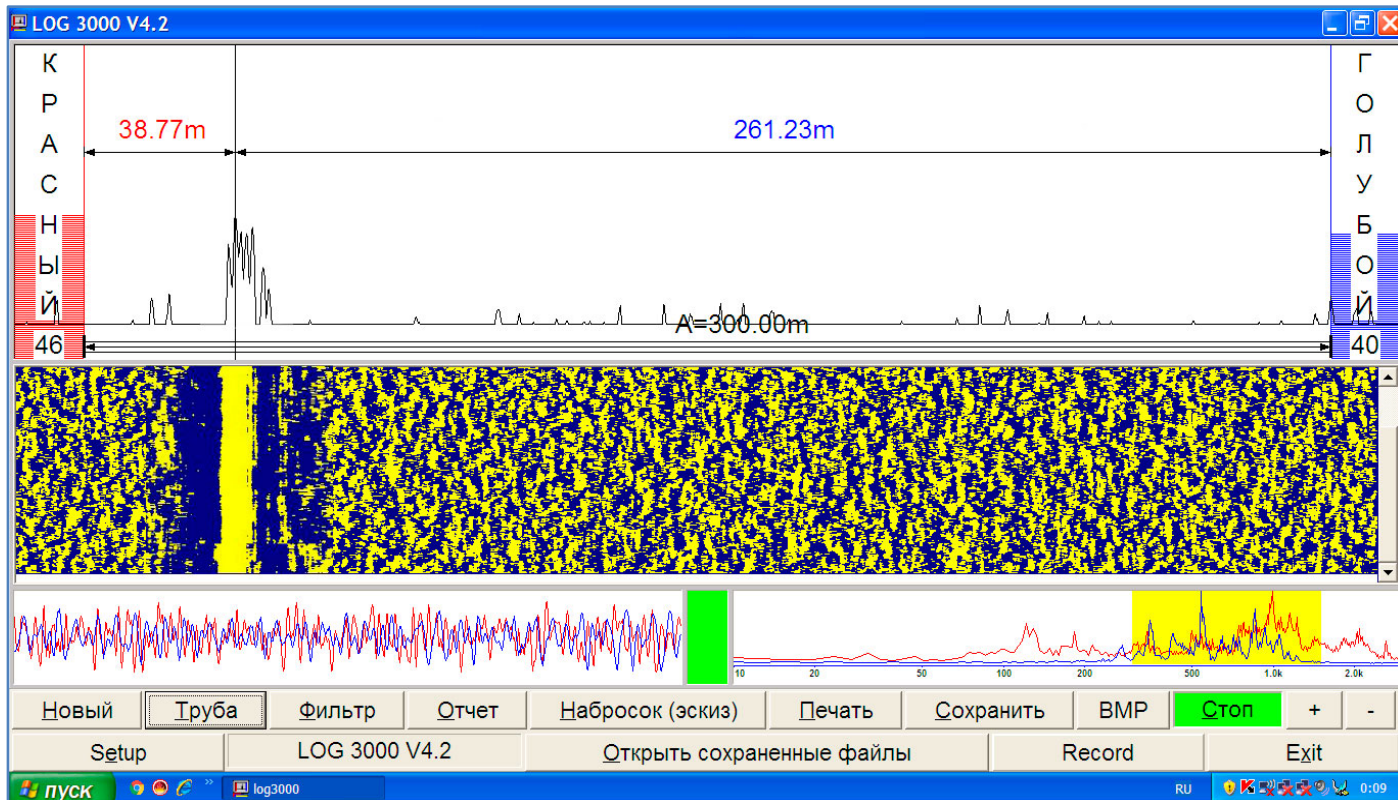 LOG 3000 V4.2
КРАСНЫЙ
38.77m
261.23m
ГОЛУБОЙ
A=300.00m
46
40
10 20 50 100 200 500 1.0k 2.0k
Новый Труба Фильтр Отчет Набросок (эскиз) Печать Сохранить BMP Стоп + -
Setup LOG 3000 V4.2 Открыть сохраненные файлы Record Exit
пуск log3000 RU 0:09